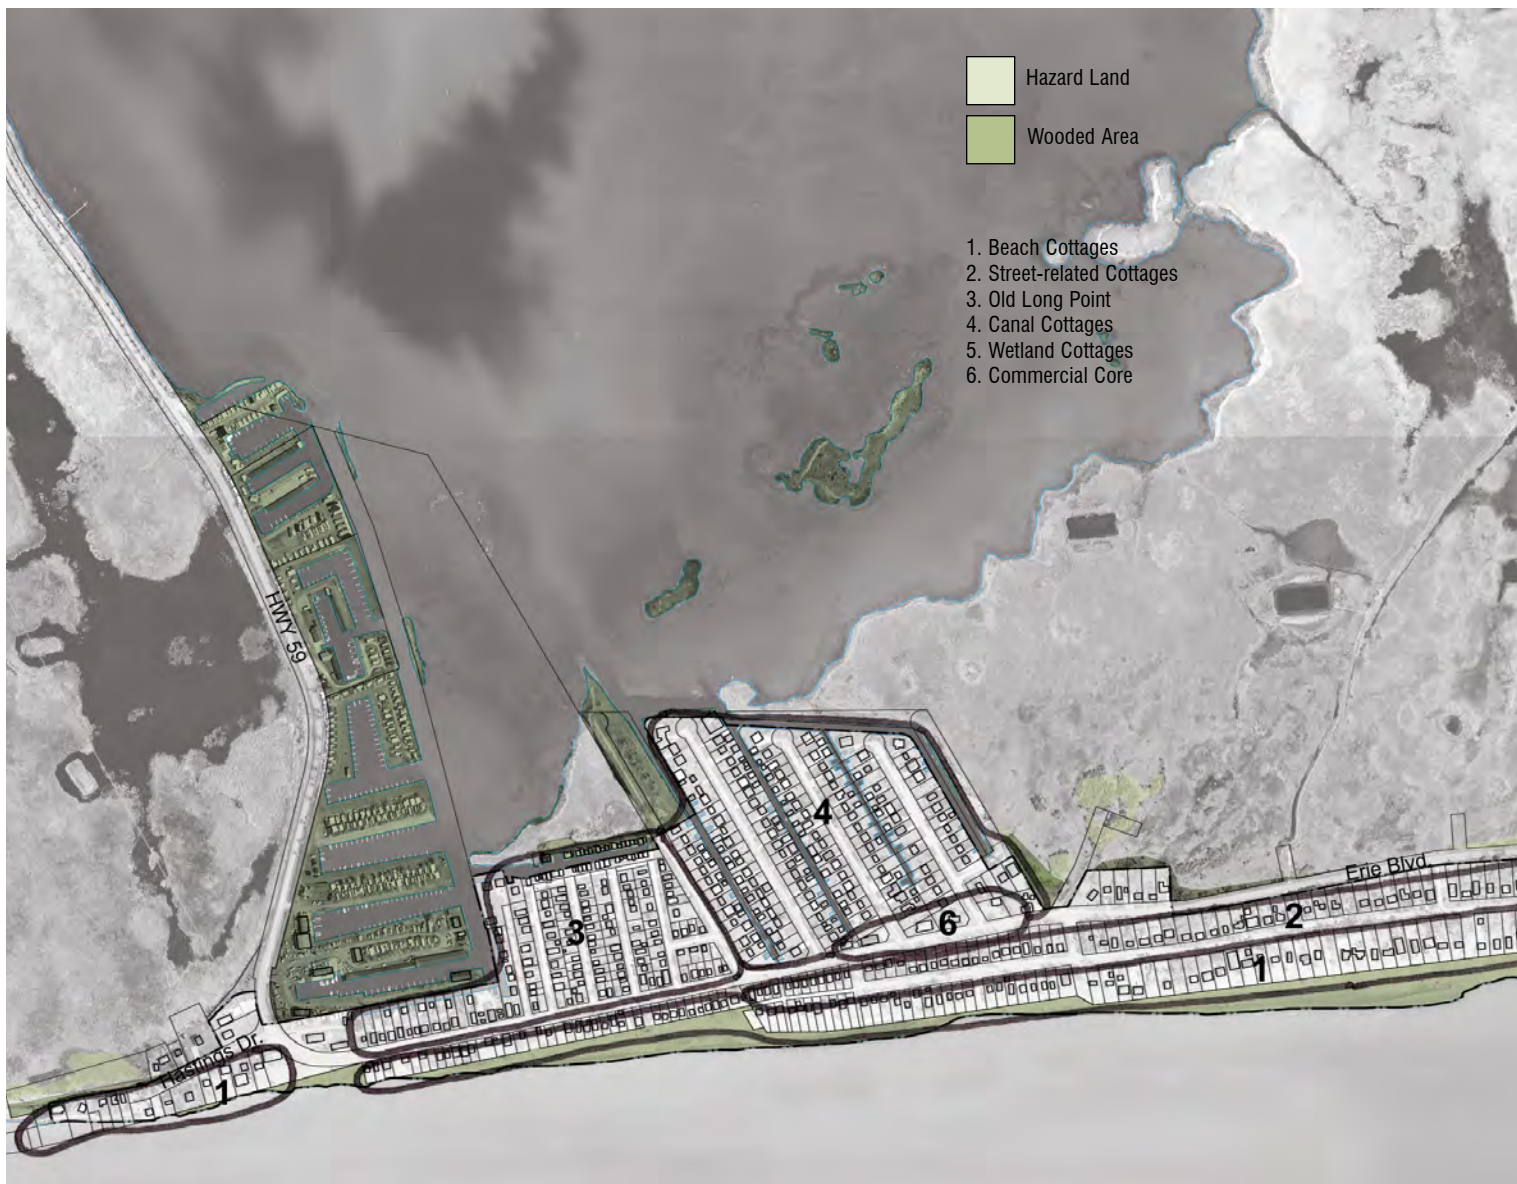 Hazard Land
Wooded Area
1. Beach Cottages
2. Street-related Cottages
3. Old Long Point
4. Canal Cottages
5. Wetland Cottages
6. Commercial Core
HWY 59
4
Erie Blvd.
3
6
2
1
Hastings Dr.
1